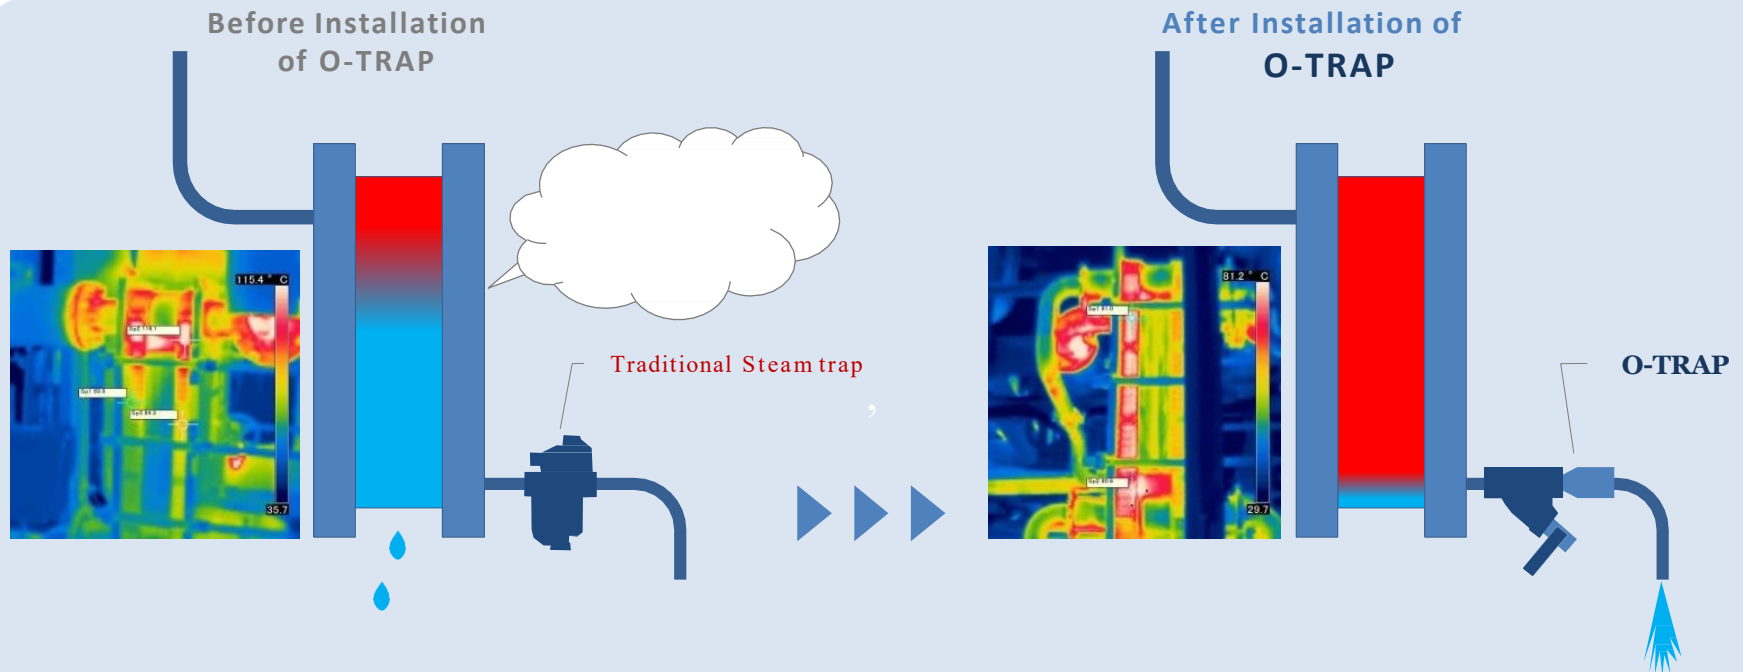 Before Installation
of O-TRAP
After Installation of
O-TRAP
115.4 ° C
35.7
Traditional Steam trap
,
81.2 ° C
29.7
O-TRAP